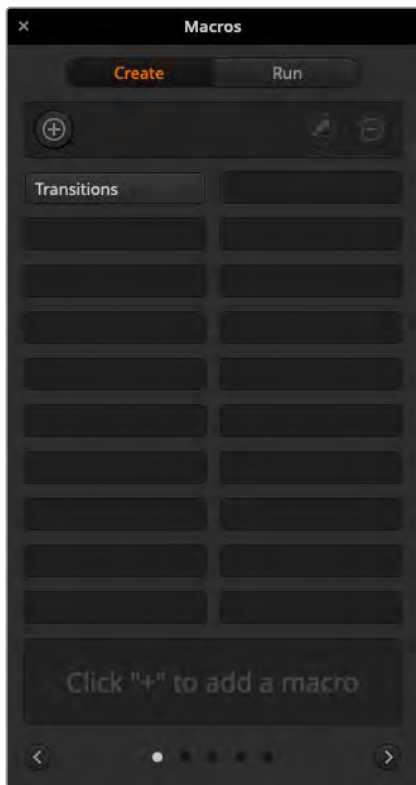 Macros
Create
Run
Transitions
Click "+" to add a macro